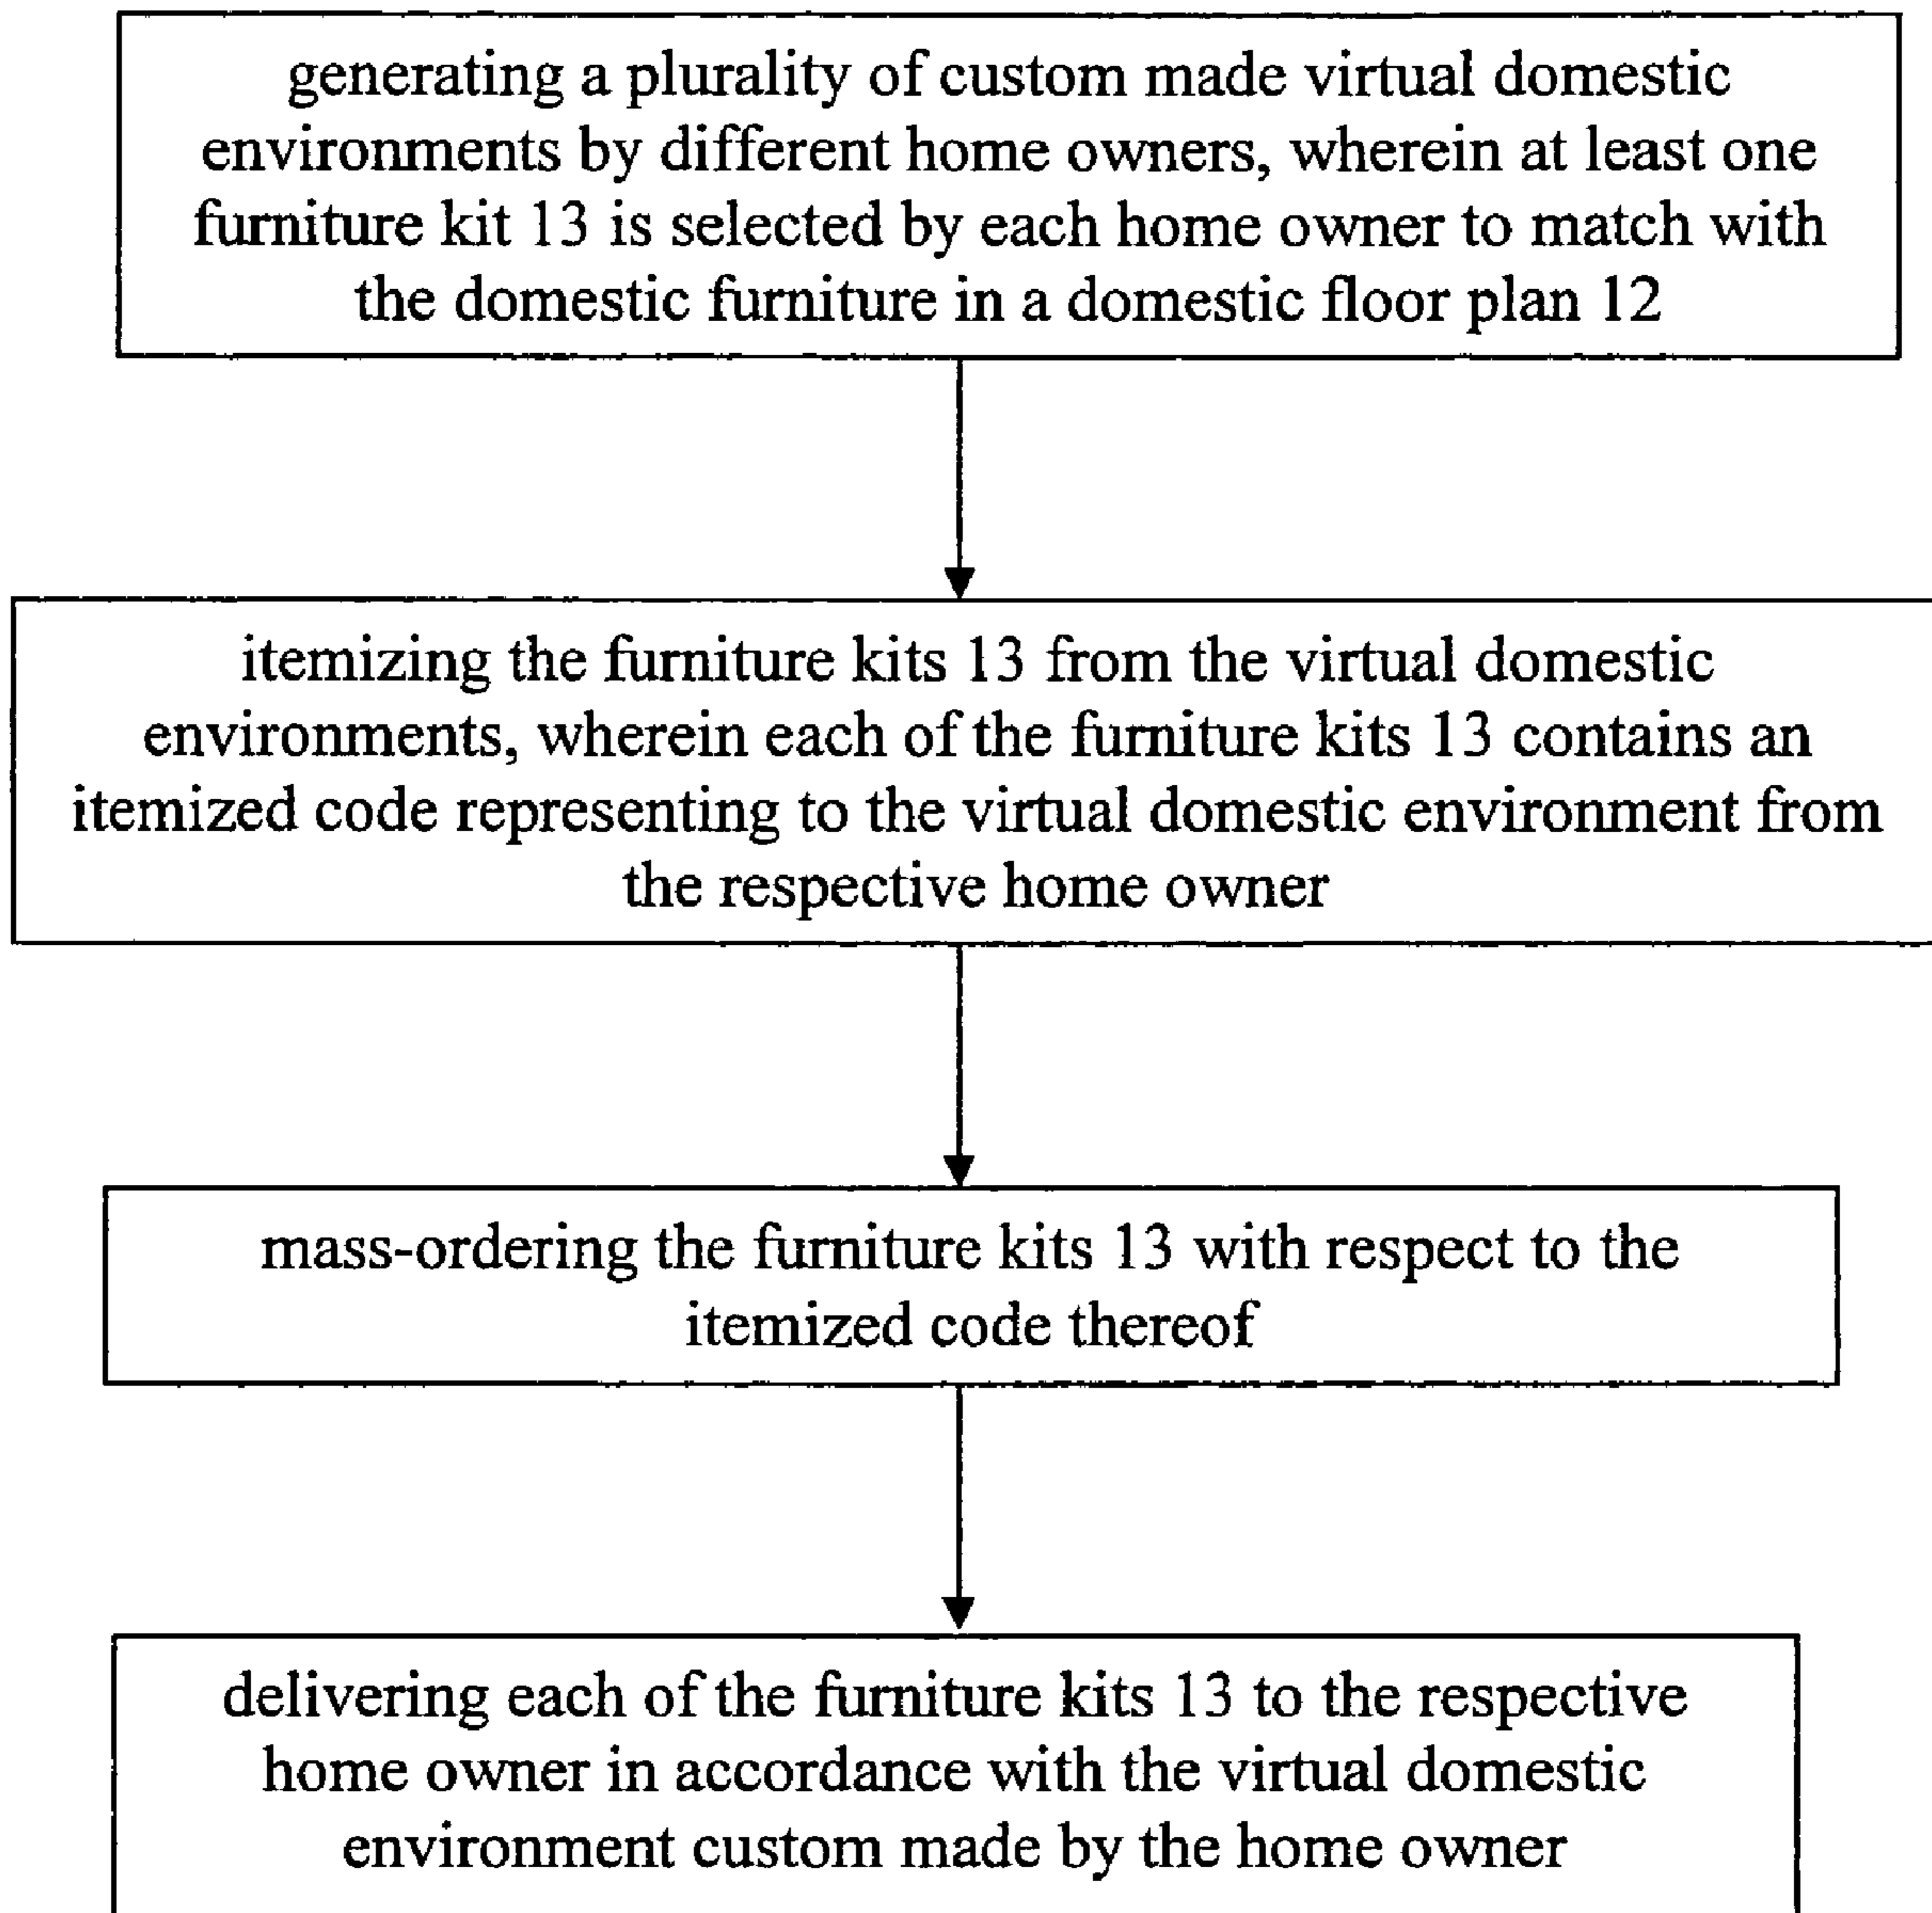 generating a plurality of custom made virtual domestic
environments by different home owners, wherein at least one
furniture kit 13 is selected by each home owner to match with
the domestic furniture in a domestic floor plan 12
itemizing the furniture kits 13 from the virtual domestic
environments, wherein each of the furniture kits 13 contains an
itemized code representing to the virtual domestic environment from
the respective home owner
mass-ordering the furniture kits 13 with respect to the
itemized code thereof
delivering each of the furniture kits 13 to the respective
home owner in accordance with the virtual domestic
environment custom made by the home owner